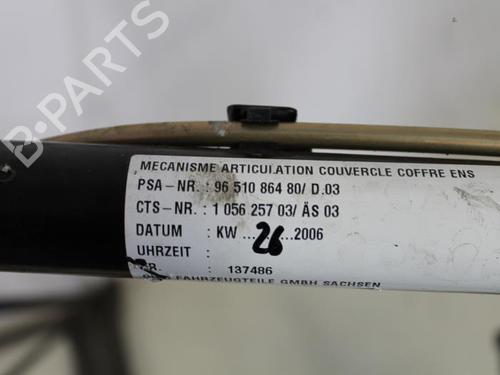 B-PARTS
MECANISME ARTICULATION COUVERCLE COFFRE ENS
PSA-NR. : 96 510 864 80/ D.03
CTS-NR. : 1 056 257 03/ ÄS 03
DATUM : KW ...26...2006
UHRZEIT :
NR. : 137486
FAHRZEUGTEILE GMBH SACHSEN